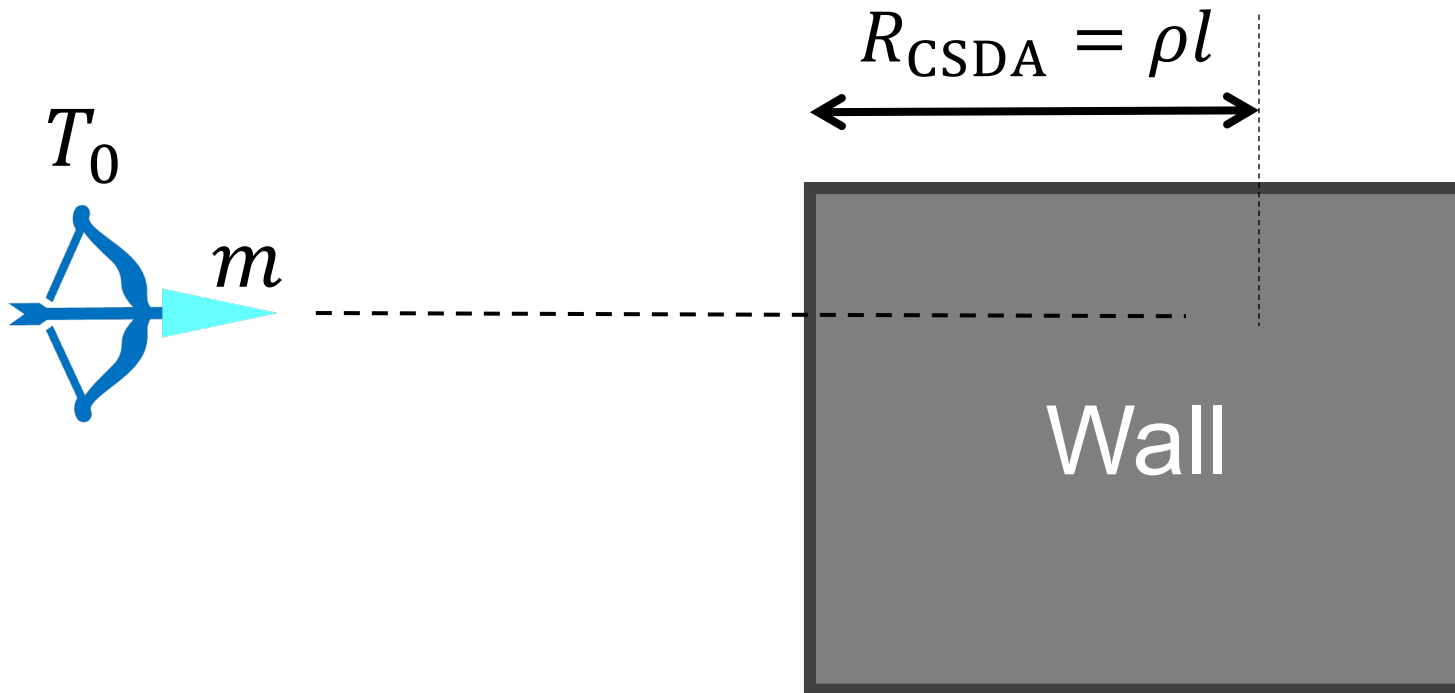 R_CSDA = ρl
T_0
m
Wall